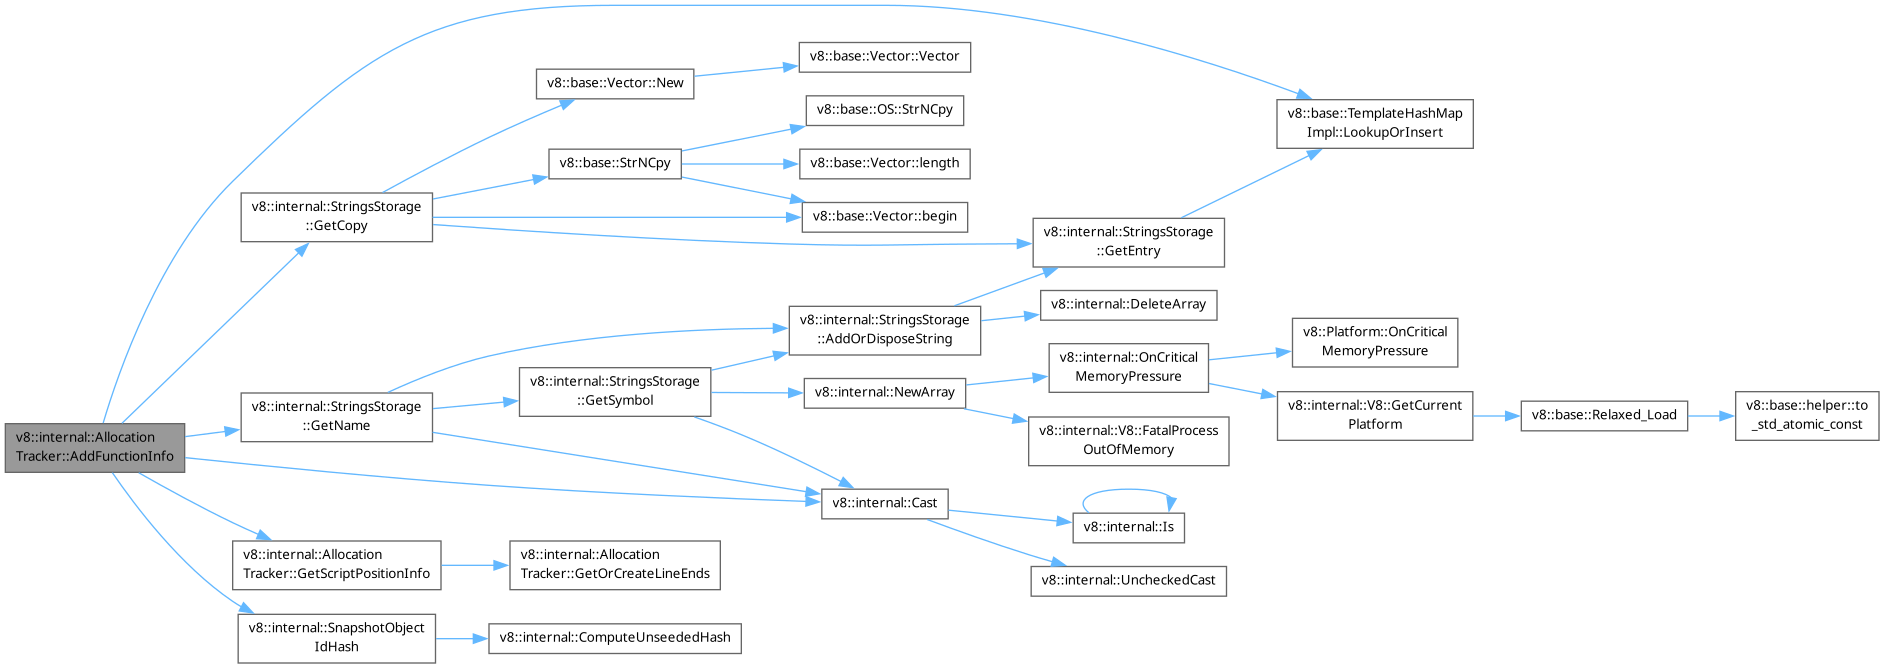 v8::internal::Allocation
Tracker::AddFunctionInfo
v8::internal::StringsStorage
::GetCopy
v8::base::Vector::New
v8::base::Vector::Vector
v8::base::StrNCpy
v8::base::OS::StrNCpy
v8::base::Vector::length
v8::base::Vector::begin
v8::internal::StringsStorage
::GetEntry
v8::base::TemplateHashMap
Impl::LookupOrInsert
v8::internal::StringsStorage
::GetName
v8::internal::StringsStorage
::GetSymbol
v8::internal::StringsStorage
::AddOrDisposeString
v8::internal::DeleteArray
v8::internal::NewArray
v8::internal::OnCritical
MemoryPressure
v8::Platform::OnCritical
MemoryPressure
v8::internal::V8::GetCurrent
Platform
v8::base::Relaxed_Load
v8::base::helper::to
_std_atomic_const
v8::internal::V8::FatalProcess
OutOfMemory
v8::internal::Cast
v8::internal::Is
v8::internal::UncheckedCast
v8::internal::Allocation
Tracker::GetScriptPositionInfo
v8::internal::Allocation
Tracker::GetOrCreateLineEnds
v8::internal::SnapshotObject
IdHash
v8::internal::ComputeUnseededHash